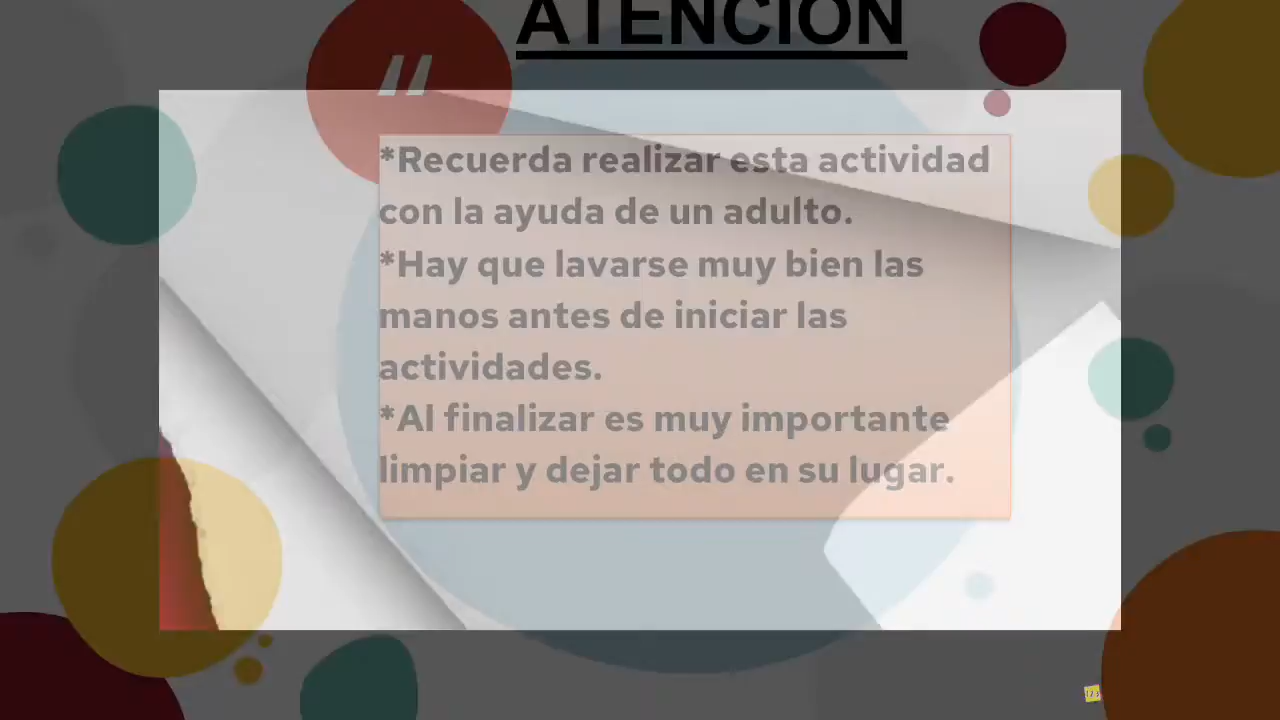 ATENCIÓN
"
*Recuerda realizar esta actividad
con la ayuda de un adulto.
*Hay que lavarse muy bien las
manos antes de iniciar las
actividades.
*Al finalizar es muy importante
limpiar y dejar todo en su lugar.